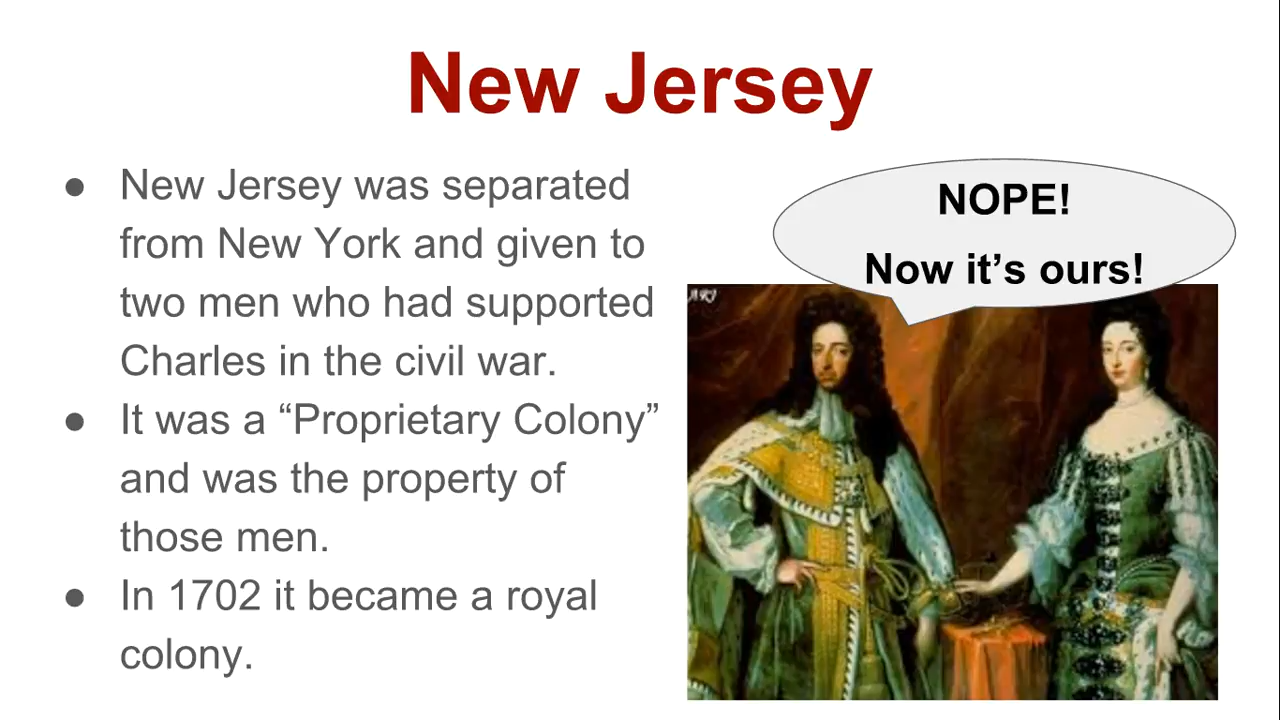 New Jersey
● New Jersey was separated
from New York and given to
two men who had supported
Charles in the civil war.
● It was a “Proprietary Colony”
and was the property of
those men.
● In 1702 it became a royal
colony.
NOPE!
Now it’s ours!